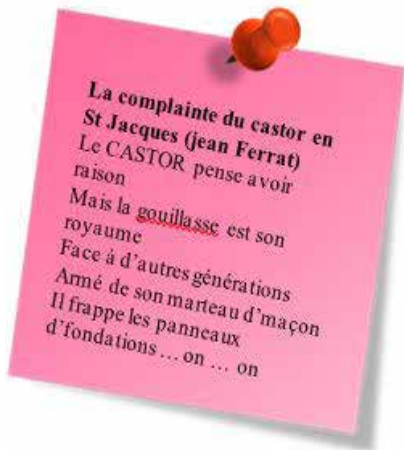 La complainte du castor en
St Jacques (jean Ferrat)
Le CASTOR pense avoir
raison
Mais la gouillasse est son
royaume
Face à d'autres générations
Armé de son marteau d'maçon
Il frappe les panneaux
d'fondations … on … on